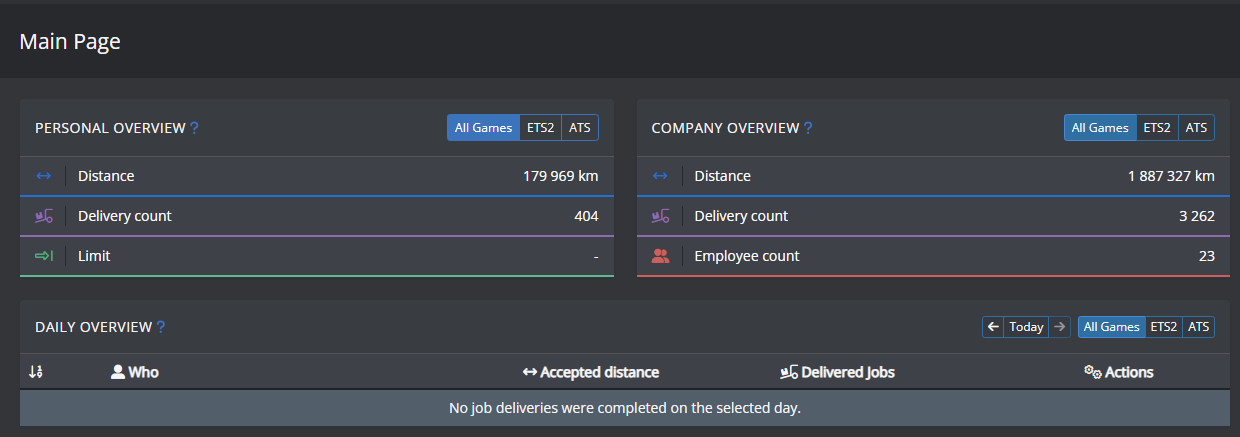 Main Page
PERSONAL OVERVIEW ?
All Games ETS2 ATS
Distance 179 969 km
Delivery count 404
Limit -
COMPANY OVERVIEW ?
All Games ETS2 ATS
Distance 1 887 327 km
Delivery count 3 262
Employee count 23
DAILY OVERVIEW ?
Today All Games ETS2 ATS
Who Accepted distance Delivered Jobs Actions
No job deliveries were completed on the selected day.